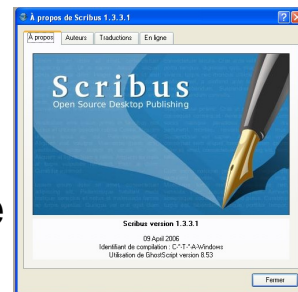 À propos de Scribus 1.3.3.1
À propos Auteurs Traductions En ligne
Scribus
Open Source Desktop Publishing
Scribus version 1.3.3.1
09 April 2006
Identifiant de compilation : C-*-T-*-A-Windows
Utilisation de GhostScript version 8.53
Fermer
e